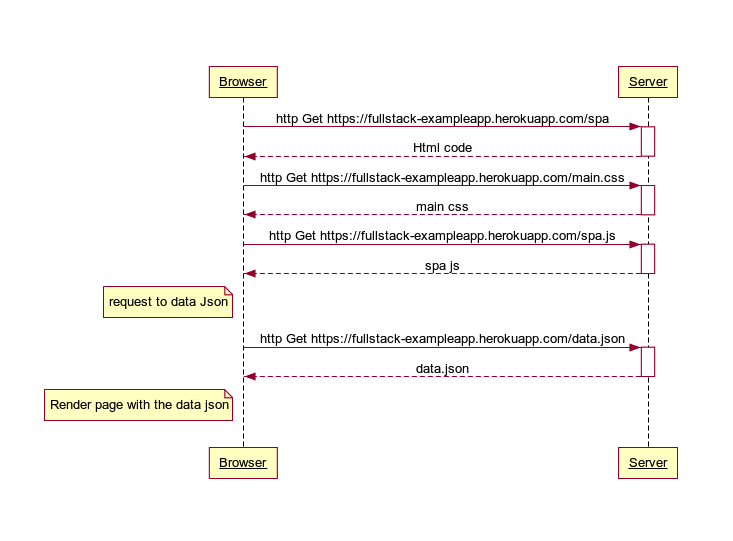 Browser
Server
http Get https://fullstack-exampleapp.herokuapp.com/spa
Html code
http Get https://fullstack-exampleapp.herokuapp.com/main.css
main css
http Get https://fullstack-exampleapp.herokuapp.com/spa.js
spa js
request to data Json
http Get https://fullstack-exampleapp.herokuapp.com/data.json
data.json
Render page with the data json
Browser
Server